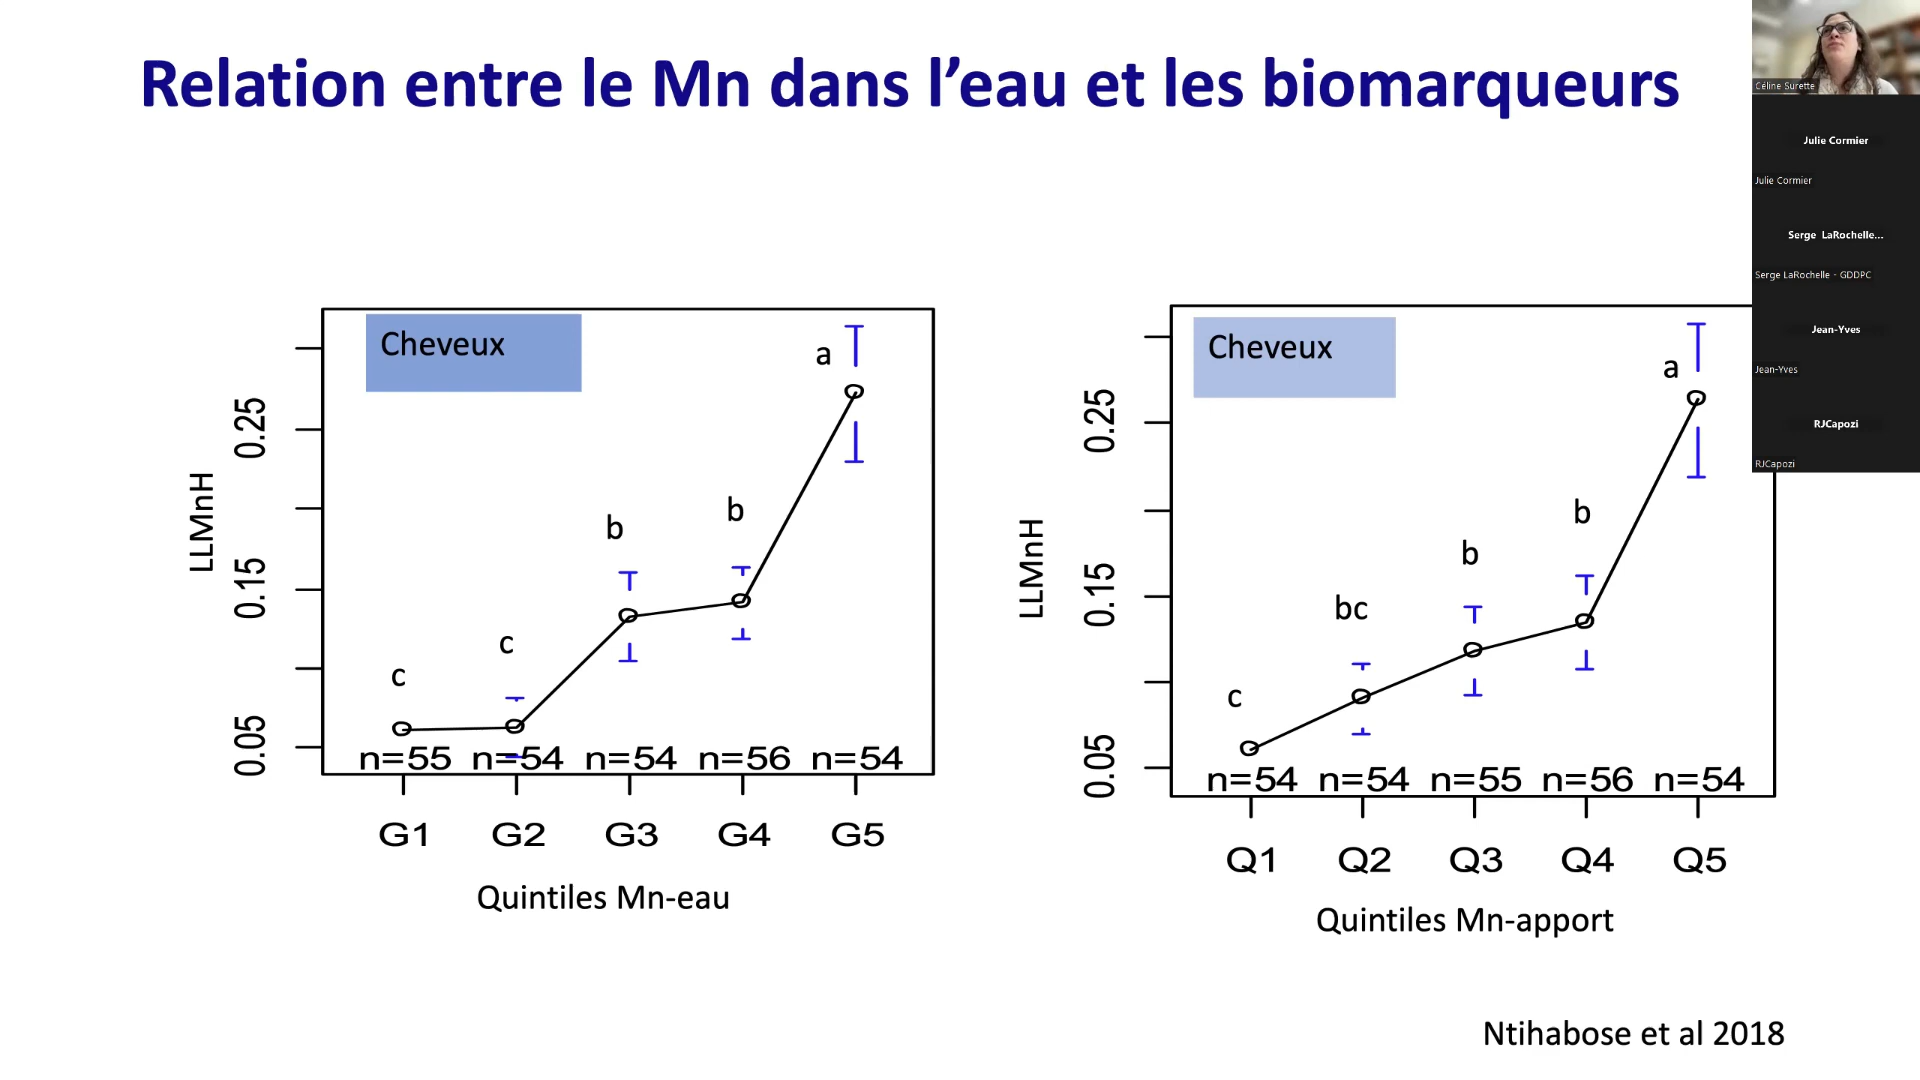 Relation entre le Mn dans l’eau et les biomarqueurs
Céline Surette
Julie Cormier
Julie Cormier
Serge LaRochelle...
Serge LaRochelle - GDDPC
Jean-Yves
Jean-Yves
RJCapozi
RJCapozi
Cheveux
LLMnH
0.25
0.15
0.05
c
c
b
b
a
n=55
n=54
n=54
n=56
n=54
G1
G2
G3
G4
G5
Quintiles Mn-eau
Cheveux
LLMnH
0.25
0.15
0.05
c
bc
b
b
a
n=54
n=54
n=55
n=56
n=54
Q1
Q2
Q3
Q4
Q5
Quintiles Mn-apport
Ntihabose et al 2018